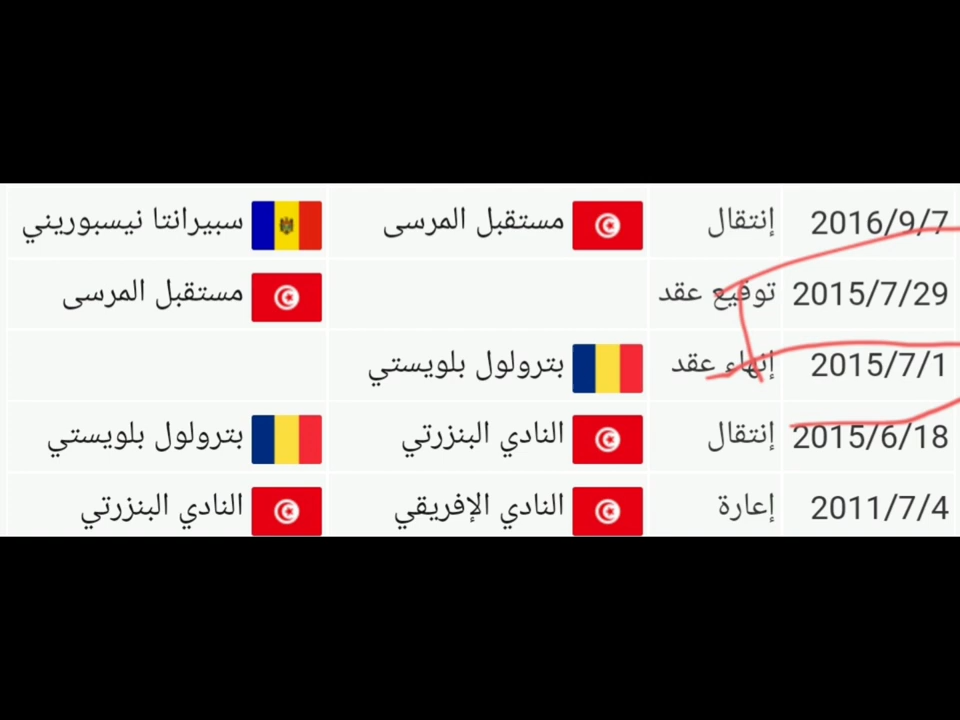 2016/9/7 إنتقال مستقبل المرسى سبيرانتا نيسبوريني
2015/7/29 توقيع عقد مستقبل المرسى
2015/7/1 إنهاء عقد بترولول بلويستي
2015/6/18 إنتقال النادي البنزرتي بترولول بلويستي
2011/7/4 إعارة النادي الإفريقي النادي البنزرتي